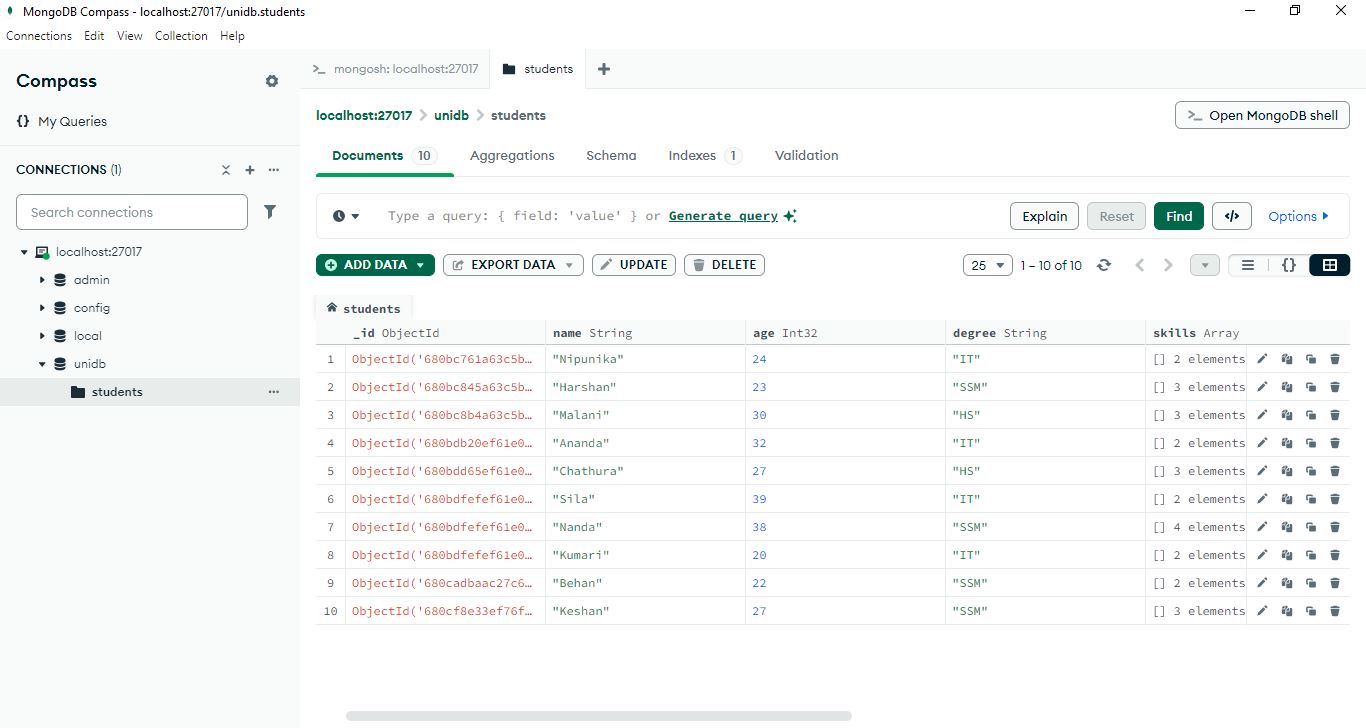 MongoDB Compass - localhost:27017/unidb.students
Connections Edit View Collection Help
Compass
{} My Queries
CONNECTIONS (1)
Search connections
localhost:27017
admin
config
local
unidb
students
>_ mongosh: localhost:27017 students
localhost:27017 > unidb > students
>_ Open MongoDB shell
Documents 10 Aggregations Schema Indexes 1 Validation
Type a query: { field: 'value' } or Generate query
Explain Reset Find </> Options
ADD DATA EXPORT DATA UPDATE DELETE
25 1 – 10 of 10 {}
students
_id ObjectId name String age Int32 degree String skills Array
1 ObjectId('680bc761a63c5b… "Nipunika" 24 "IT" [] 2 elements
2 ObjectId('680bc845a63c5b… "Harshan" 23 "SSM" [] 3 elements
3 ObjectId('680bc8b4a63c5b… "Malani" 30 "HS" [] 3 elements
4 ObjectId('680bdb20ef61e0… "Ananda" 32 "IT" [] 2 elements
5 ObjectId('680bdd65ef61e0… "Chathura" 27 "HS" [] 3 elements
6 ObjectId('680bdfefef61e0… "Sila" 39 "IT" [] 2 elements
7 ObjectId('680bdfefef61e0… "Nanda" 38 "SSM" [] 4 elements
8 ObjectId('680bdfefef61e0… "Kumari" 20 "IT" [] 2 elements
9 ObjectId('680cadbaac27c6… "Behan" 22 "SSM" [] 2 elements
10 ObjectId('680cf8e33ef76f… "Keshan" 27 "SSM" [] 3 elements